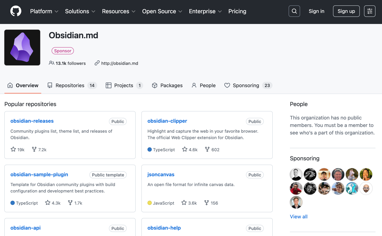 Platform Solutions Resources Open Source Enterprise Pricing Sign in Sign up
Obsidian.md
Sponsor
13.1k followers http://obsidian.md
Overview Repositories 14 Projects 1 Packages People Sponsoring 23
Popular repositories
obsidian-releases Public
Community plugins list, theme list, and releases of
Obsidian.
19k 7.2k
obsidian-clipper Public
Highlight and capture the web in your favorite browser.
The official Web Clipper extension for Obsidian.
TypeScript 4.6k 602
obsidian-sample-plugin Public template
Template for Obsidian community plugins with build
configuration and development best practices.
TypeScript 4.3k 1.7k
jsoncanvas Public
An open file format for infinite canvas data.
JavaScript 3.6k 156
obsidian-api Public
obsidian-help Public
People
This organization has no public
members. You must be a member to
see who's a part of this organization.
Sponsoring
View all